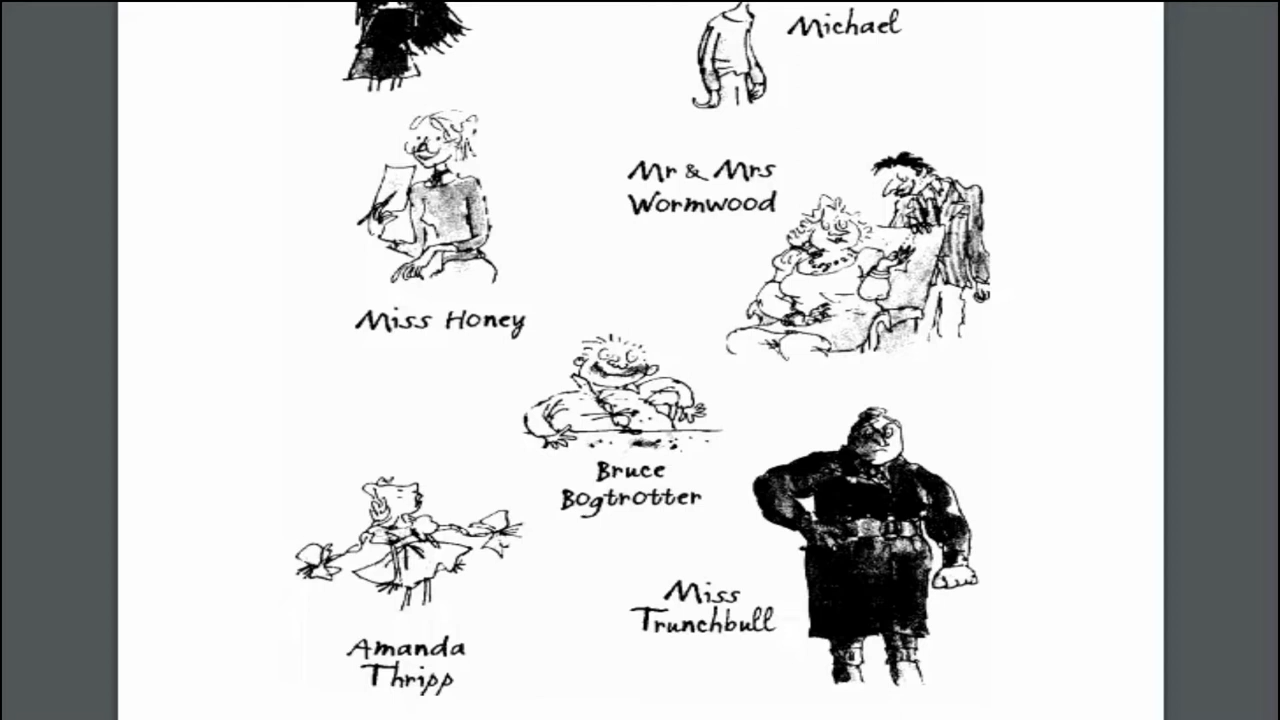 Michael
Mr & Mrs
Wormwood
Miss Honey
Bruce
Bogtrotter
Miss
Trunchbull
Amanda
Thripp